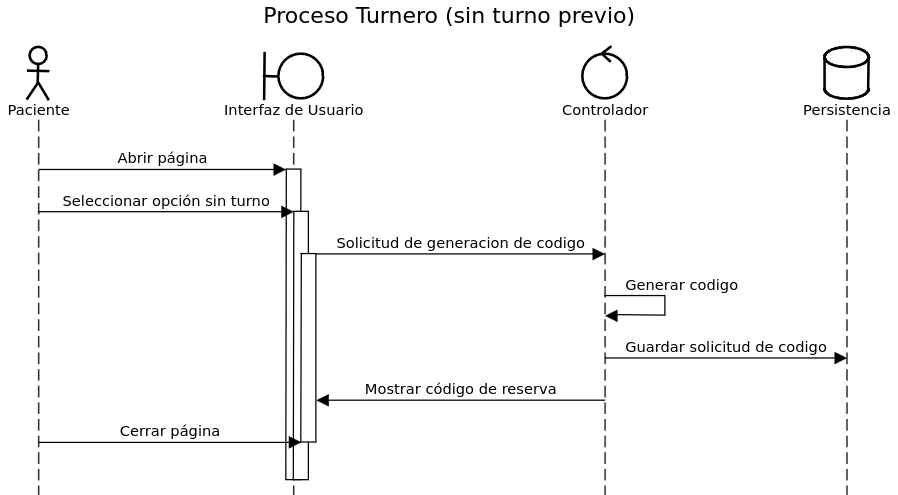 Proceso Turnero (sin turno previo)
Paciente
Interfaz de Usuario
Controlador
Persistencia
Abrir página
Seleccionar opción sin turno
Solicitud de generacion de codigo
Generar codigo
Guardar solicitud de codigo
Mostrar código de reserva
Cerrar página